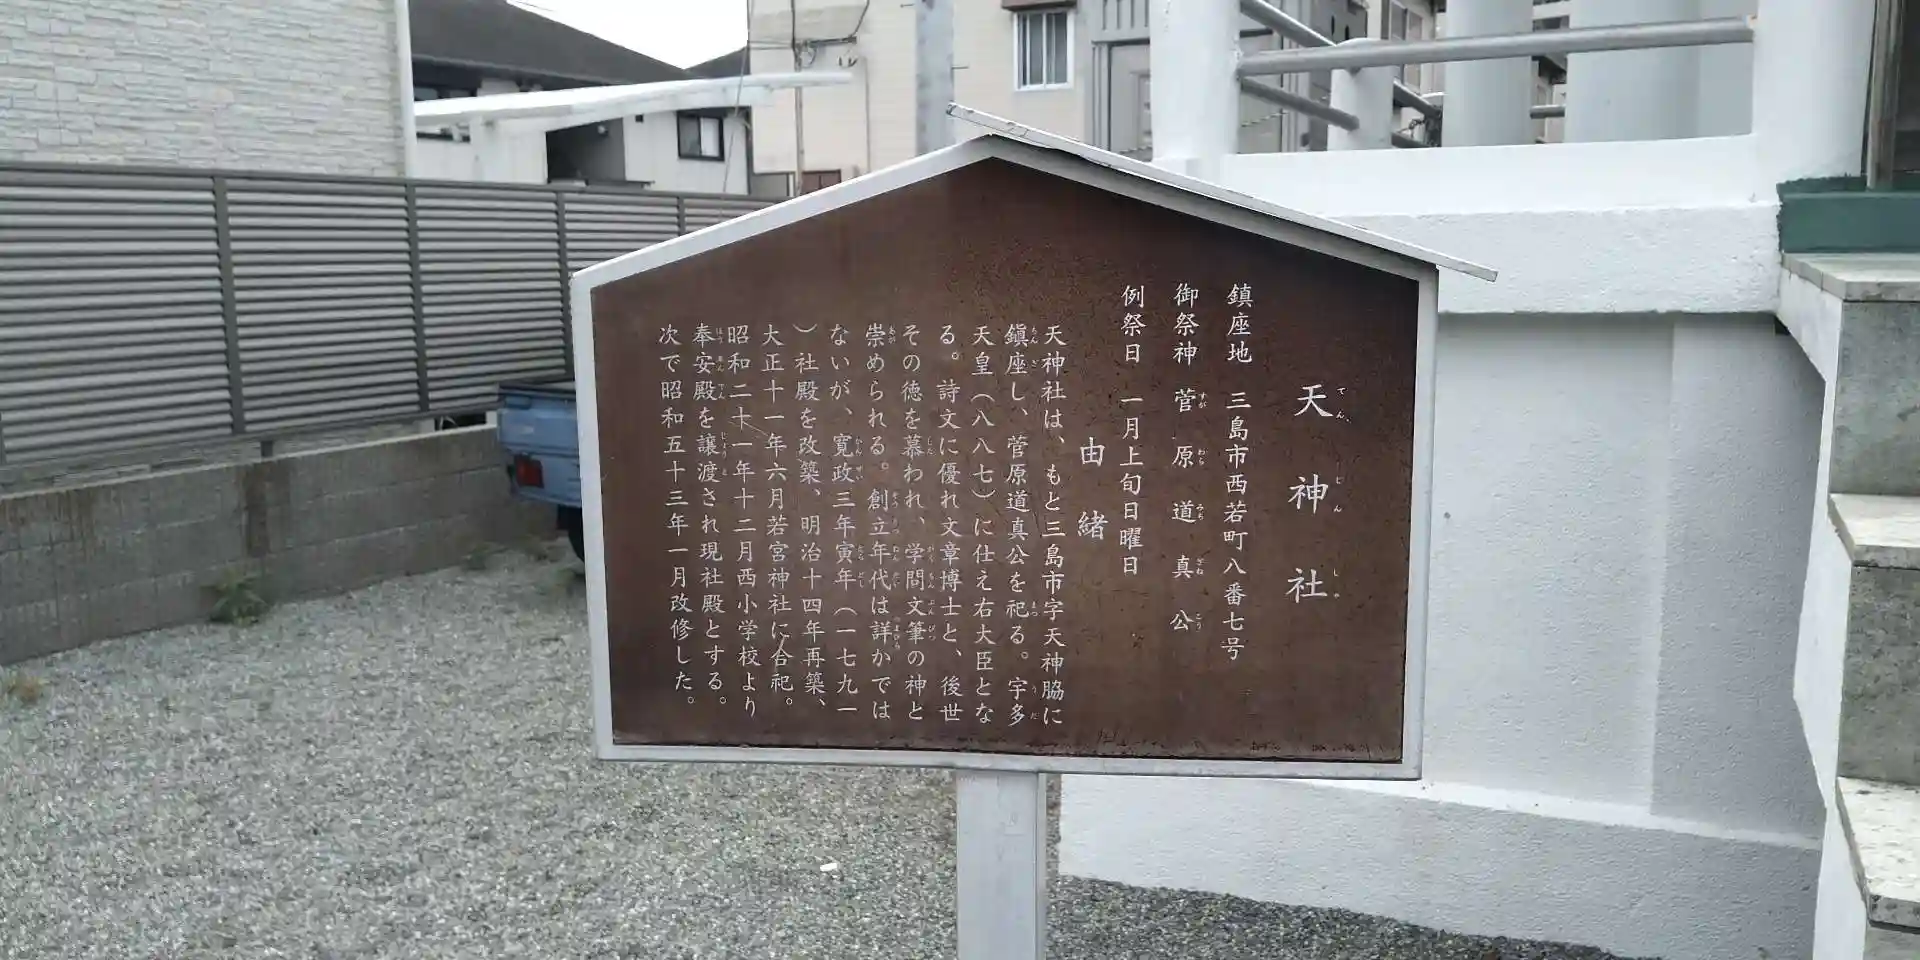 天神社
鎮座地 三島市西若町八番七号
御祭神 菅原道真公
例祭日 一月上旬日曜日
由緒
天神社は、もと三島市字天神脇に
鎭座し、菅原道真公を祀る。宇多
天皇（八八七）に仕え右大臣とな
る。詩文に優れ文章博士と、後世
その徳を慕われ、学問文筆の神と
崇められる。創立年代は詳かでは
ないが、寛政三年寅年（一七九一
）社殿を改築、明治十四年再築、
大正十一年六月若宮神社に合祀。
昭和二十一年十二月西小学校より
奉安殿を譲渡され現社殿とする。
次で昭和五十三年一月改修した。